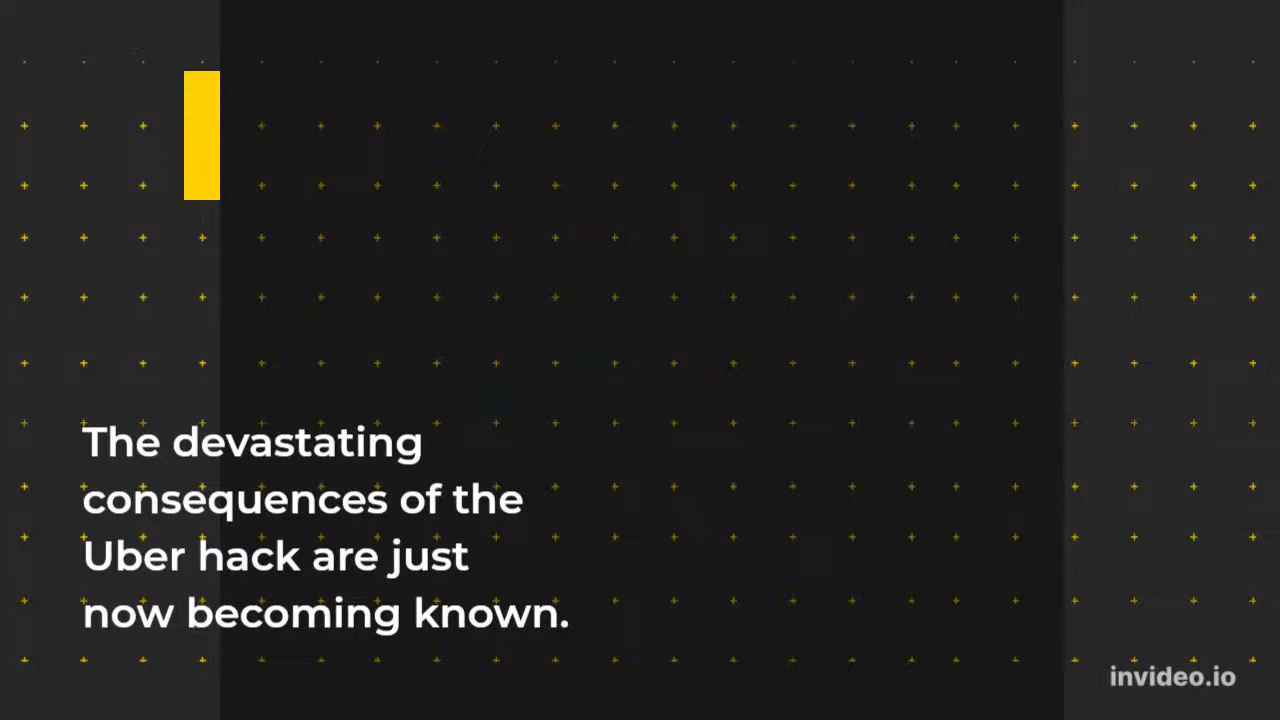 The devastating
consequences of the
Uber hack are just
now becoming known.
invideo.io